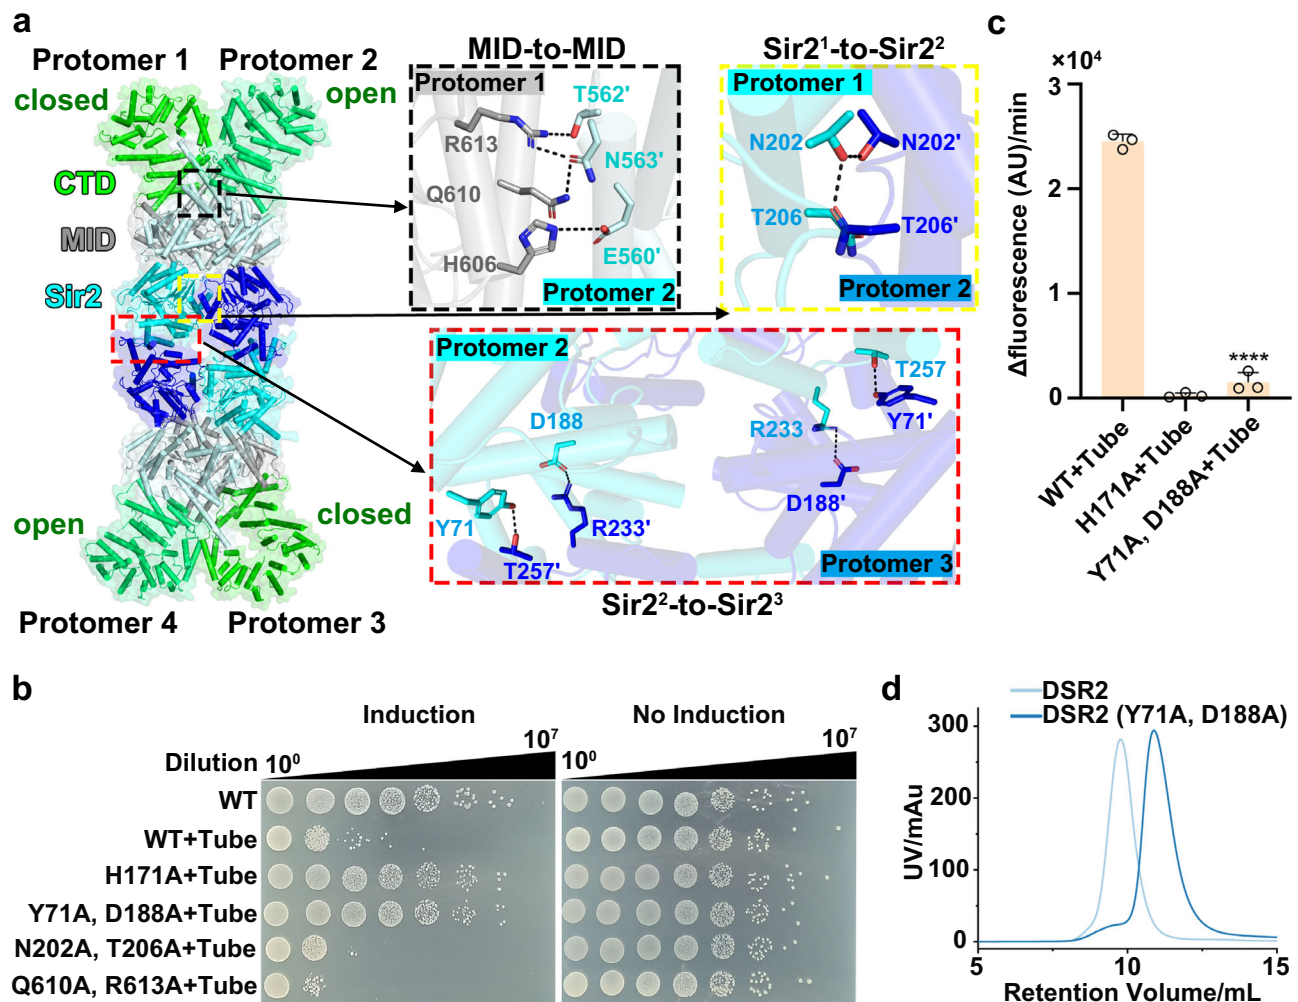 a
Protomer 1
Protomer 2
closed
open
CTD
MID
Sir2
open
closed
Protomer 4
Protomer 3
MID-to-MID
Protomer 1
T562'
R613
N563'
Q610
H606
E560'
Protomer 2
Sir2¹-to-Sir2²
Protomer 1
N202
N202'
T206
T206'
Protomer 2
Protomer 2
T257
D188
R233
Y71'
Y71
R233'
D188'
T257'
Protomer 3
Sir2²-to-Sir2³
c
×10⁴
Δfluorescence (AU)/min
3
2
1
0
****
WT+Tube
H171A+Tube
Y71A, D188A+Tube
b
Induction
No Induction
Dilution
10⁰
10⁷
10⁰
10⁷
WT
WT+Tube
H171A+Tube
Y71A, D188A+Tube
N202A, T206A+Tube
Q610A, R613A+Tube
d
DSR2
DSR2 (Y71A, D188A)
UV/mAu
300
200
100
0
5
10
15
Retention Volume/mL